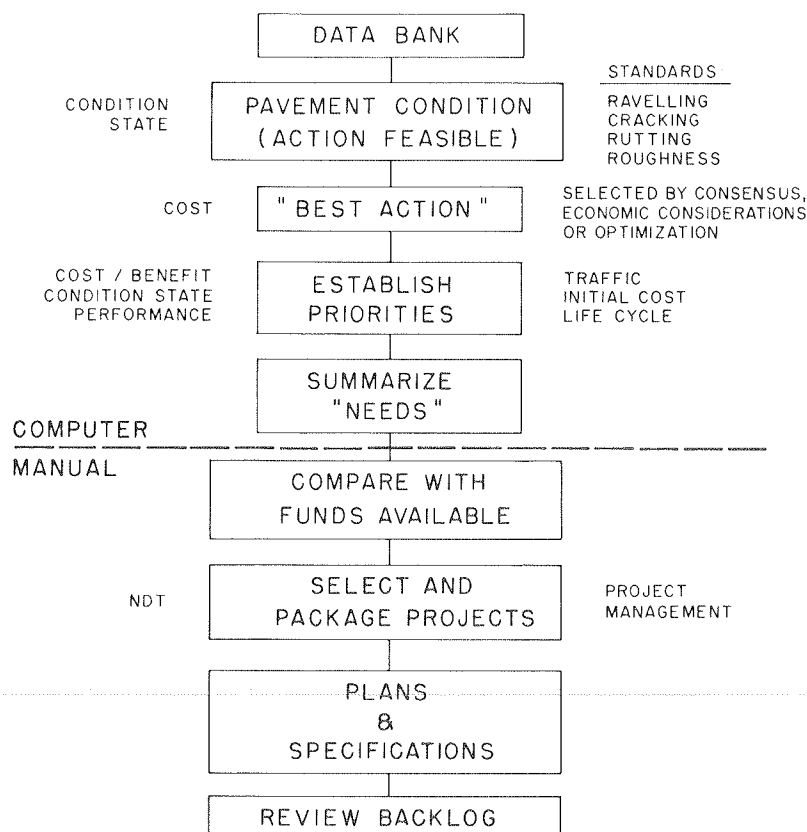 DATA BANK
CONDITION
STATE
PAVEMENT CONDITION
(ACTION FEASIBLE)
STANDARDS
RAVELLING
CRACKING
RUTTING
ROUGHNESS
COST
"BEST ACTION"
SELECTED BY CONSENSUS,
ECONOMIC CONSIDERATIONS
OR OPTIMIZATION
COST / BENEFIT
CONDITION STATE
PERFORMANCE
ESTABLISH
PRIORITIES
TRAFFIC
INITIAL COST
LIFE CYCLE
SUMMARIZE
"NEEDS"
COMPUTER
MANUAL
COMPARE WITH
FUNDS AVAILABLE
NDT
SELECT AND
PACKAGE PROJECTS
PROJECT
MANAGEMENT
PLANS
&
SPECIFICATIONS
REVIEW BACKLOG